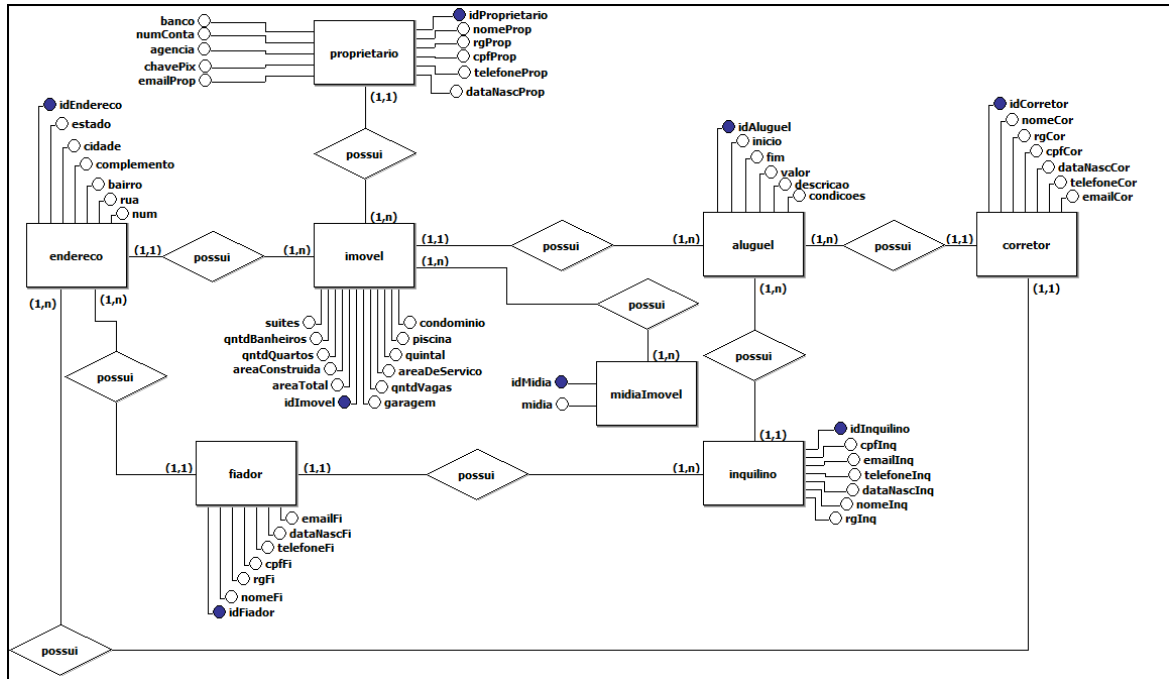 banco
numConta
agencia
chavePix
emailProp
proprietario
idProprietario
nomeProp
rgProp
cpfProp
telefoneProp
dataNascProp
(1,1)
possui
(1,n)
idEndereco
estado
cidade
complemento
bairro
rua
num
endereco
(1,1)
possui
(1,n)
imovel
(1,1)
possui
(1,n)
aluguel
(1,n)
possui
(1,1)
corretor
idAluguel
inicio
fim
valor
descricao
condicoes
idCorretor
nomeCor
rgCor
cpfCor
dataNascCor
telefoneCor
emailCor
(1,n)
(1,n)
(1,n)
(1,n)
(1,1)
suites
qntdBanheiros
qntdQuartos
areaConstruida
areaTotal
idImovel
condominio
piscina
quintal
areaDeServico
qntdVagas
garagem
possui
(1,n)
idMidia
midia
midiaImovel
possui
possui
(1,1)
fiador
(1,1)
possui
(1,n)
inquilino
(1,1)
idInquilino
cpfInq
emailInq
telefoneInq
dataNascInq
nomeInq
rgInq
emailFi
dataNascFi
telefoneFi
cpfFi
rgFi
nomeFi
idFiador
possui